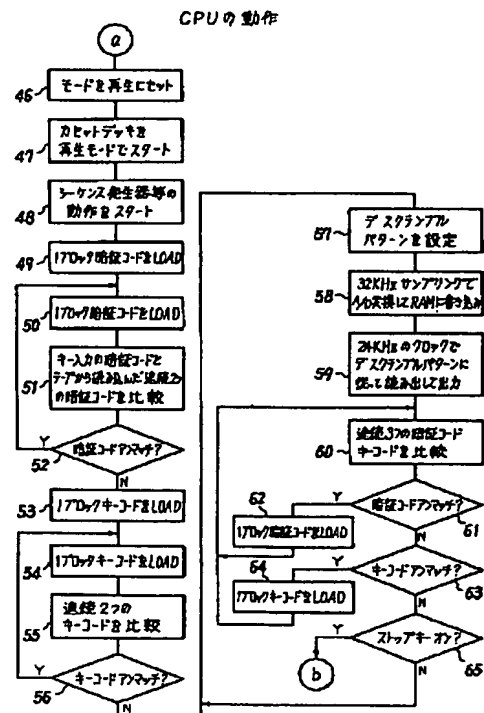 CPUの動作
a
46
モードを再生にセット
47
カセットデッキを
再生モードでスタート
48
シーケンス発生器等の
動作をスタート
49
1ブロック暗証コードをLOAD
50
1ブロック暗証コードをLOAD
51
キー入力の暗証コードと
テープから読み込んだ連続2つ
の暗証コードを比較
52
暗証コードアンマッチ?
Y
N
53
1ブロックキーコードをLOAD
54
1ブロックキーコードをLOAD
55
連続2つの
キーコードを比較
56
キーコードアンマッチ?
Y
N
57
デスクランブル
パターンを設定
58
32KHzサンプリングで
A/D変換してRAMに書き込み
59
24KHzのクロックで
デスクランブルパターンに
従って読み出して出力
60
連続3つの暗証コード
キーコードを比較
61
暗証コードアンマッチ?
Y
N
62
1ブロック暗証コードをLOAD
63
キーコードアンマッチ?
Y
N
64
1ブロックキーコードをLOAD
65
ストップキーオン?
Y
N
b